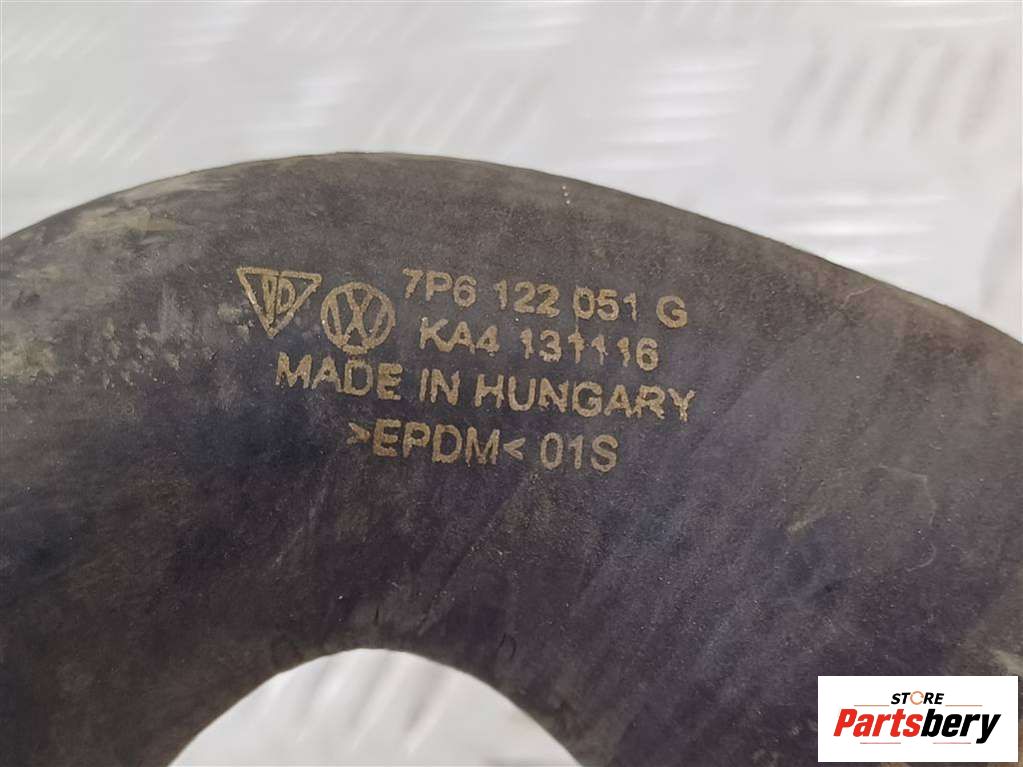 7P6 122 051 G
KA4 131116
MADE IN HUNGARY
>EPDM< 01S
STORE
Partsbery